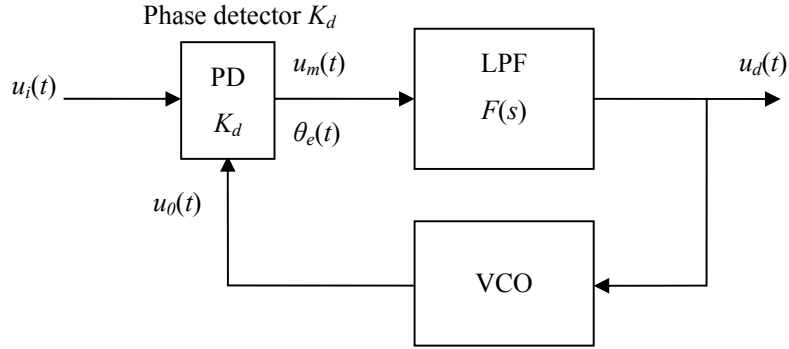 Phase detector K_d
PD
K_d
u_i(t)
u_m(t)
θ_e(t)
LPF
F(s)
u_d(t)
u_0(t)
VCO